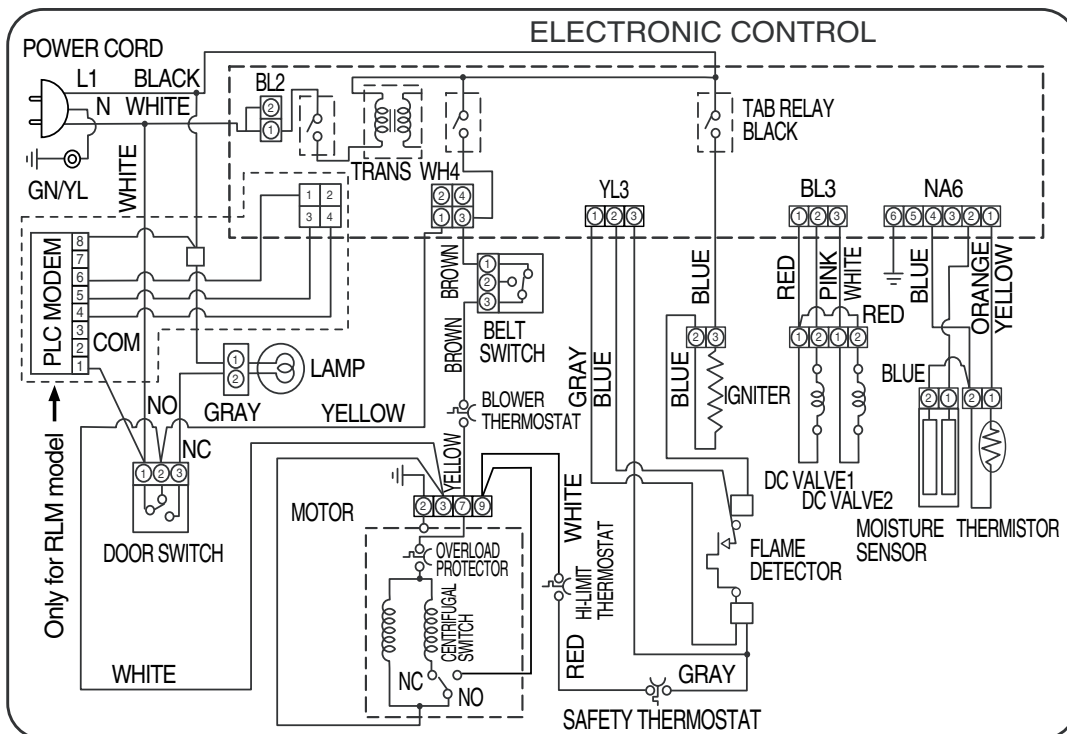 ELECTRONIC CONTROL
POWER CORD
L1
BLACK
N
WHITE
GN/YL
WHITE
BL2
2
1
TRANS
WH4
2
4
1
3
TAB RELAY
BLACK
YL3
1
2
3
BL3
1
2
3
NA6
6
5
4
3
2
1
1
2
3
4
PLC MODEM
8
7
6
5
4
3
2
1
COM
Only for RLM model
1
2
LAMP
GRAY
NO
NC
1
2
3
DOOR SWITCH
YELLOW
WHITE
BROWN
1
2
3
BELT
SWITCH
BROWN
BLOWER
THERMOSTAT
YELLOW
2
3
7
9
MOTOR
OVERLOAD
PROTECTOR
CENTRIFUGAL
SWITCH
NC
NO
WHITE
HI-LIMIT
THERMOSTAT
RED
SAFETY THERMOSTAT
GRAY
GRAY
BLUE
BLUE
BLUE
2
3
IGNITER
FLAME
DETECTOR
RED
PINK
WHITE
RED
1
2
1
2
DC VALVE1
DC VALVE2
BLUE
ORANGE
YELLOW
BLUE
2
1
2
1
MOISTURE
SENSOR
THERMISTOR